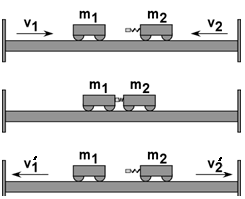 v₁ m₁ m₂ v₂
m₁ m₂
v₁′ m₁ m₂ v₂′